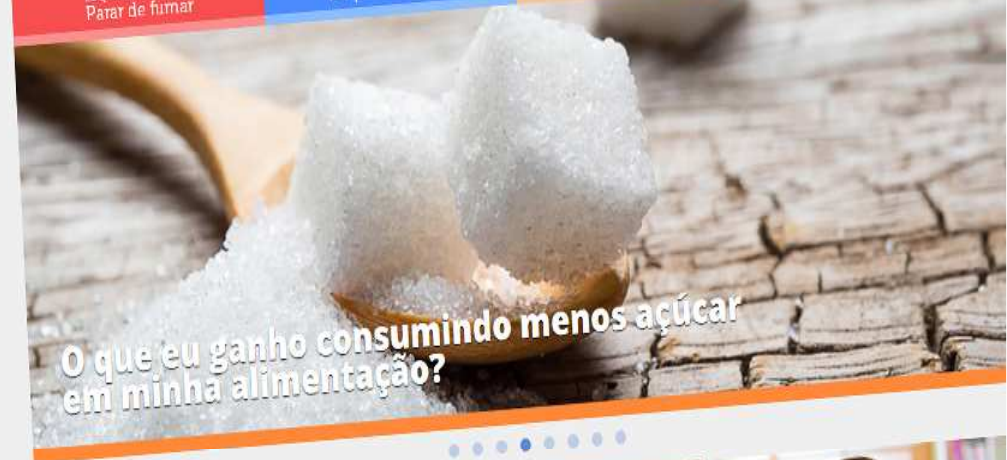 Parar de fumar
O que eu ganho consumindo menos açúcar
em minha alimentação?